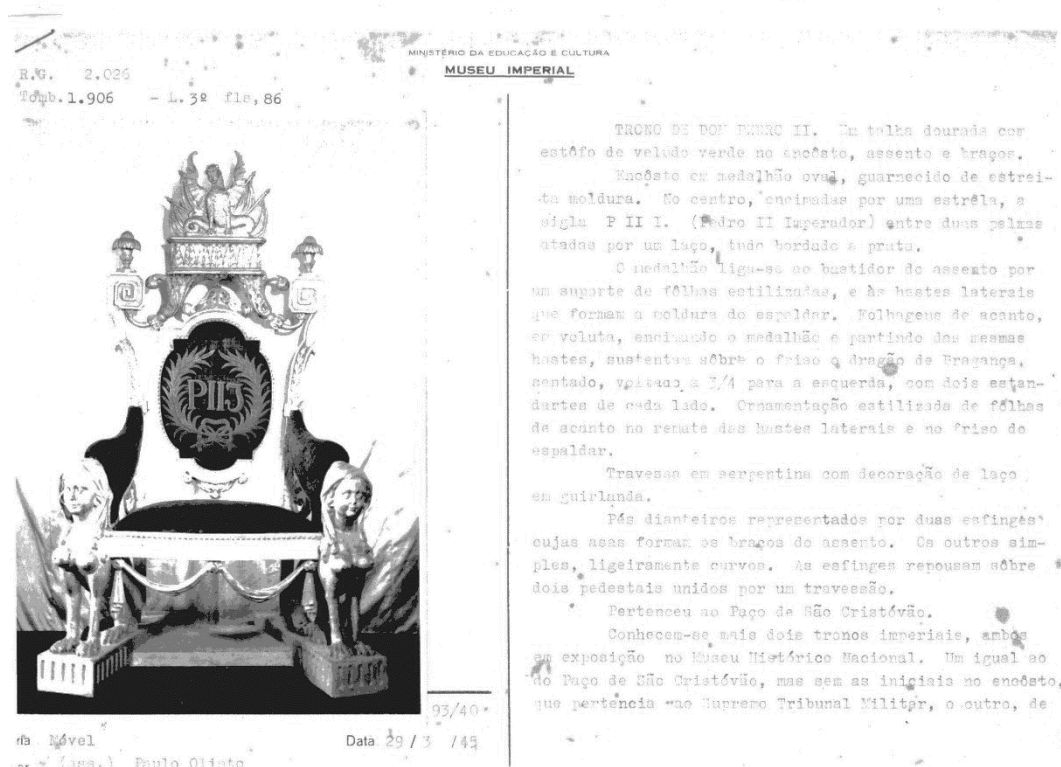 MINISTÉRIO DA EDUCAÇÃO E CULTURA
MUSEU IMPERIAL
R.G. 2.026
Tomb. 1.906 - L. 3º fls, 86
PIII
93/40
ria Móvel
Data 29 / 3 /45
(ass.) Paulo Olinto
TRONO DE DOM PEDRO II. Em talha dourada com
estôfo de veludo verde no encôsto, assento e braços.
Encôsto em medalhão oval, guarnecido de estrei-
ta moldura. No centro, encimadas por uma estrêla, a
sigla P II I. (Pedro II Imperador) entre duas palmas
atadas por um laço, tudo bordado a prata.
O medalhão liga-se ao bastidor do assento por
um suporte de fôlhas estilizadas, e às hastes laterais
que formam a moldura do espaldar. Folhagens de acanto,
em voluta, encimando o medalhão e partindo das mesmas
hastes, sustentam sôbre o friso o dragão de Bragança,
sentado, voltado a 3/4 para a esquerda, com dois estan-
dartes de cada lado. Ornamentação estilizada de fôlhas
de acanto no remate das hastes laterais e no friso do
espaldar.
Travessa em serpentina com decoração de laço
em guirlanda.
Pés dianteiros representados por duas esfinges
cujas asas formam os braços do assento. Os outros sim-
ples, ligeiramente curvos. As esfinges repousam sôbre
dois pedestais unidos por um travessão.
Pertenceu ao Paço de São Cristóvão.
Conhecem-se mais dois tronos imperiais, ambos
em exposição no Museu Histórico Nacional. Um igual ao
do Paço de São Cristóvão, mas sem as iniciais no encôsto,
que pertencia ao Supremo Tribunal Militar, o outro, de